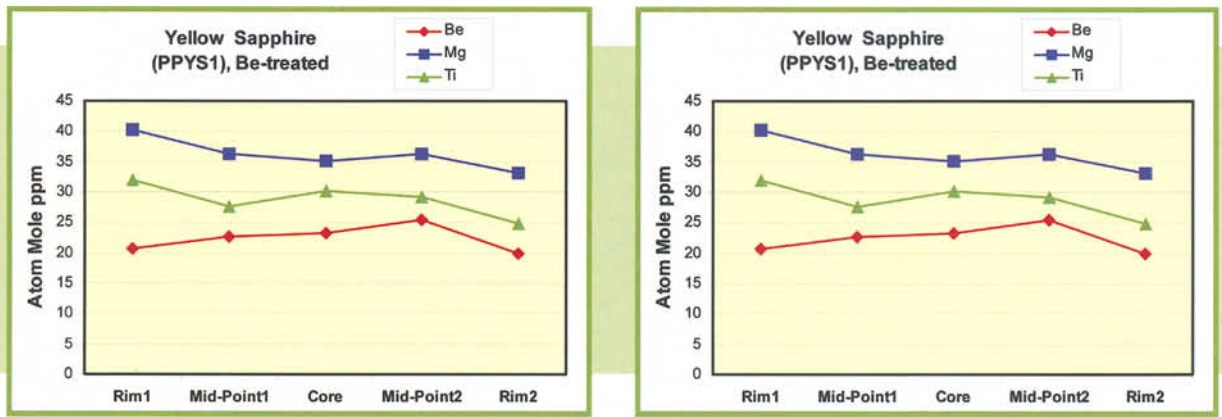 Yellow Sapphire
(PPYS1), Be-treated
Be
Mg
Ti
Atom Mole ppm
45
40
35
30
25
20
15
10
5
0
Rim1 Mid-Point1 Core Mid-Point2 Rim2
Yellow Sapphire
(PPYS1), Be-treated
Be
Mg
Ti
Atom Mole ppm
45
40
35
30
25
20
15
10
5
0
Rim1 Mid-Point1 Core Mid-Point2 Rim2